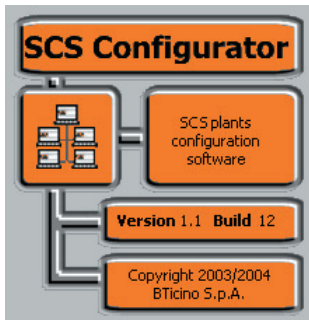 SCS Configurator
SCS plants
configuration
software
Version 1.1 Build 12
Copyright 2003/2004
BTicino S.p.A.